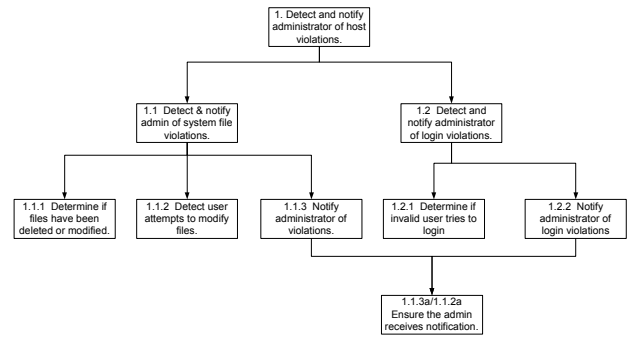 1. Detect and notify
administrator of host
violations.
1.1 Detect & notify
admin of system file
violations.
1.2 Detect and
notify administrator
of login violations.
1.1.1 Determine if
files have been
deleted or modified.
1.1.2 Detect user
attempts to modify
files.
1.1.3 Notify
administrator of
violations.
1.2.1 Determine if
invalid user tries to
login
1.2.2 Notify
administrator of
login violations
1.1.3a/1.1.2a
Ensure the admin
receives notification.